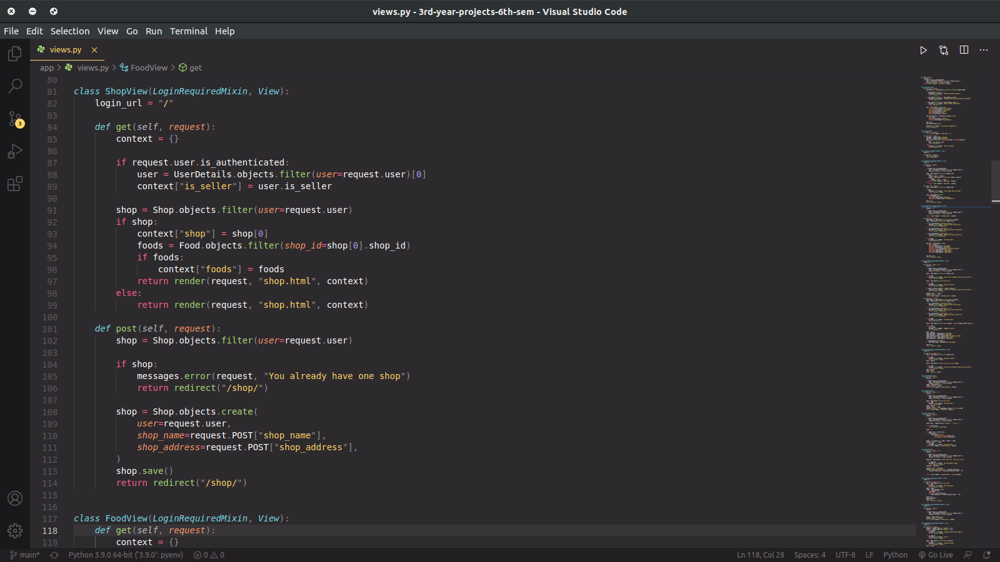 views.py - 3rd-year-projects-6th-sem - Visual Studio Code
File Edit Selection View Go Run Terminal Help
views.py
app > views.py > FoodView > get
80
81 class ShopView(LoginRequiredMixin, View):
82 login_url = "/"
83
84 def get(self, request):
85 context = {}
86
87 if request.user.is_authenticated:
88 user = UserDetails.objects.filter(user=request.user)[0]
89 context["is_seller"] = user.is_seller
90
91 shop = Shop.objects.filter(user=request.user)
92 if shop:
93 context["shop"] = shop[0]
94 foods = Food.objects.filter(shop_id=shop[0].shop_id)
95 if foods:
96 context["foods"] = foods
97 return render(request, "shop.html", context)
98 else:
99 return render(request, "shop.html", context)
100
101 def post(self, request):
102 shop = Shop.objects.filter(user=request.user)
103
104 if shop:
105 messages.error(request, "You already have one shop")
106 return redirect("/shop/")
107
108 shop = Shop.objects.create(
109 user=request.user,
110 shop_name=request.POST["shop_name"],
111 shop_address=request.POST["shop_address"],
112 )
113 shop.save()
114 return redirect("/shop/")
115
116
117 class FoodView(LoginRequiredMixin, View):
118 def get(self, request):
119 context = {}
3
main* Python 3.9.0 64-bit ('3.9.0': pyenv) 0 0 Ln 118, Col 28 Spaces: 4 UTF-8 LF Python Go Live